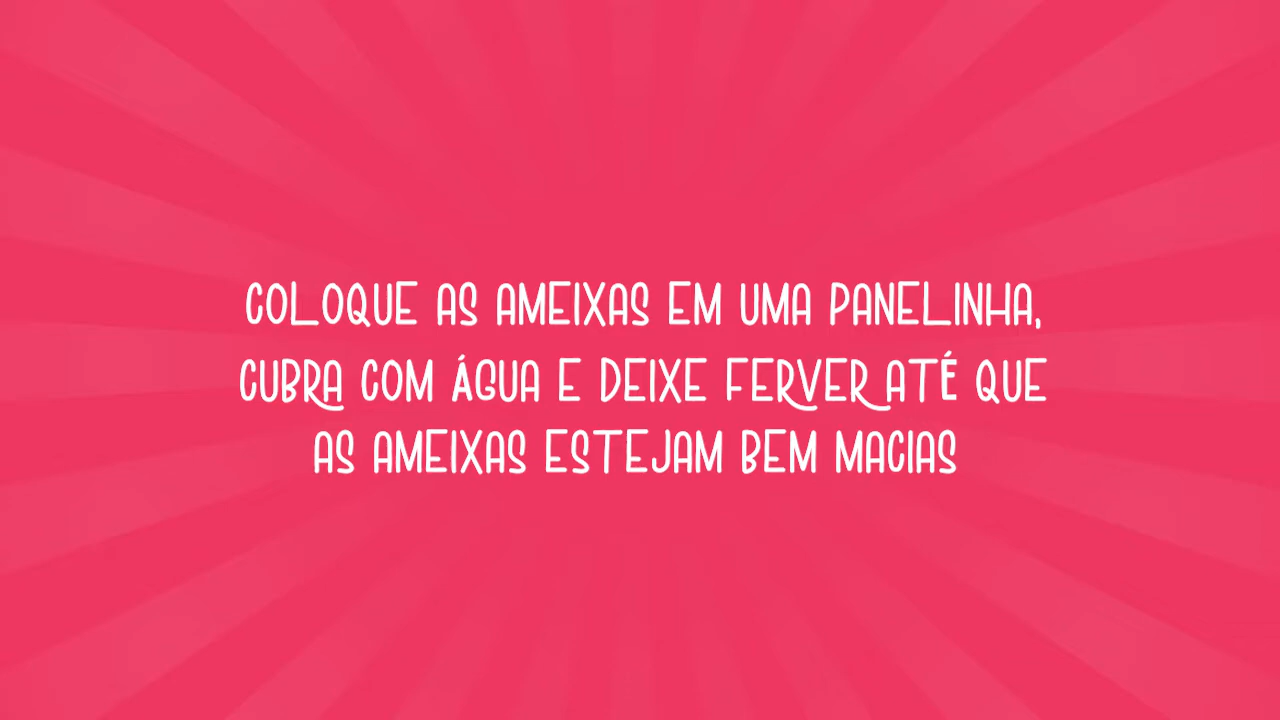 COLOQUE AS AMEIXAS EM UMA PANELINHA,
CUBRA COM ÁGUA E DEIXE FERVER ATÉ QUE
AS AMEIXAS ESTEJAM BEM MACIAS